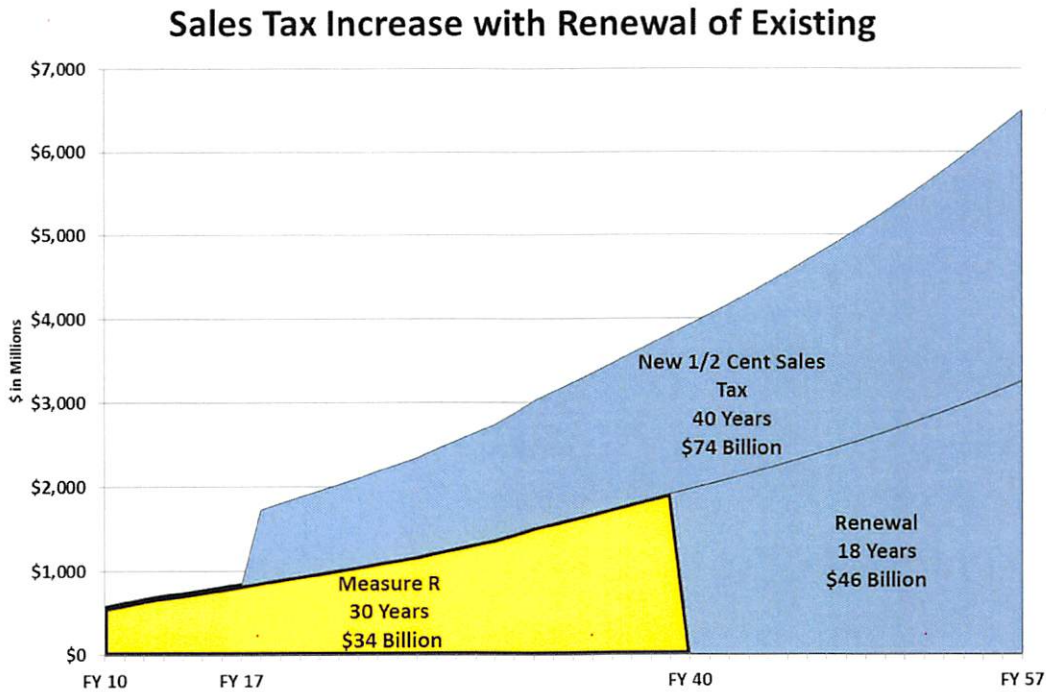 Sales Tax Increase with Renewal of Existing
$7,000
$6,000
$5,000
$4,000
$3,000
$2,000
$1,000
$0
$ in Millions
New 1/2 Cent Sales
Tax
40 Years
$74 Billion
Renewal
18 Years
$46 Billion
Measure R
30 Years
$34 Billion
FY 10
FY 17
FY 40
FY 57